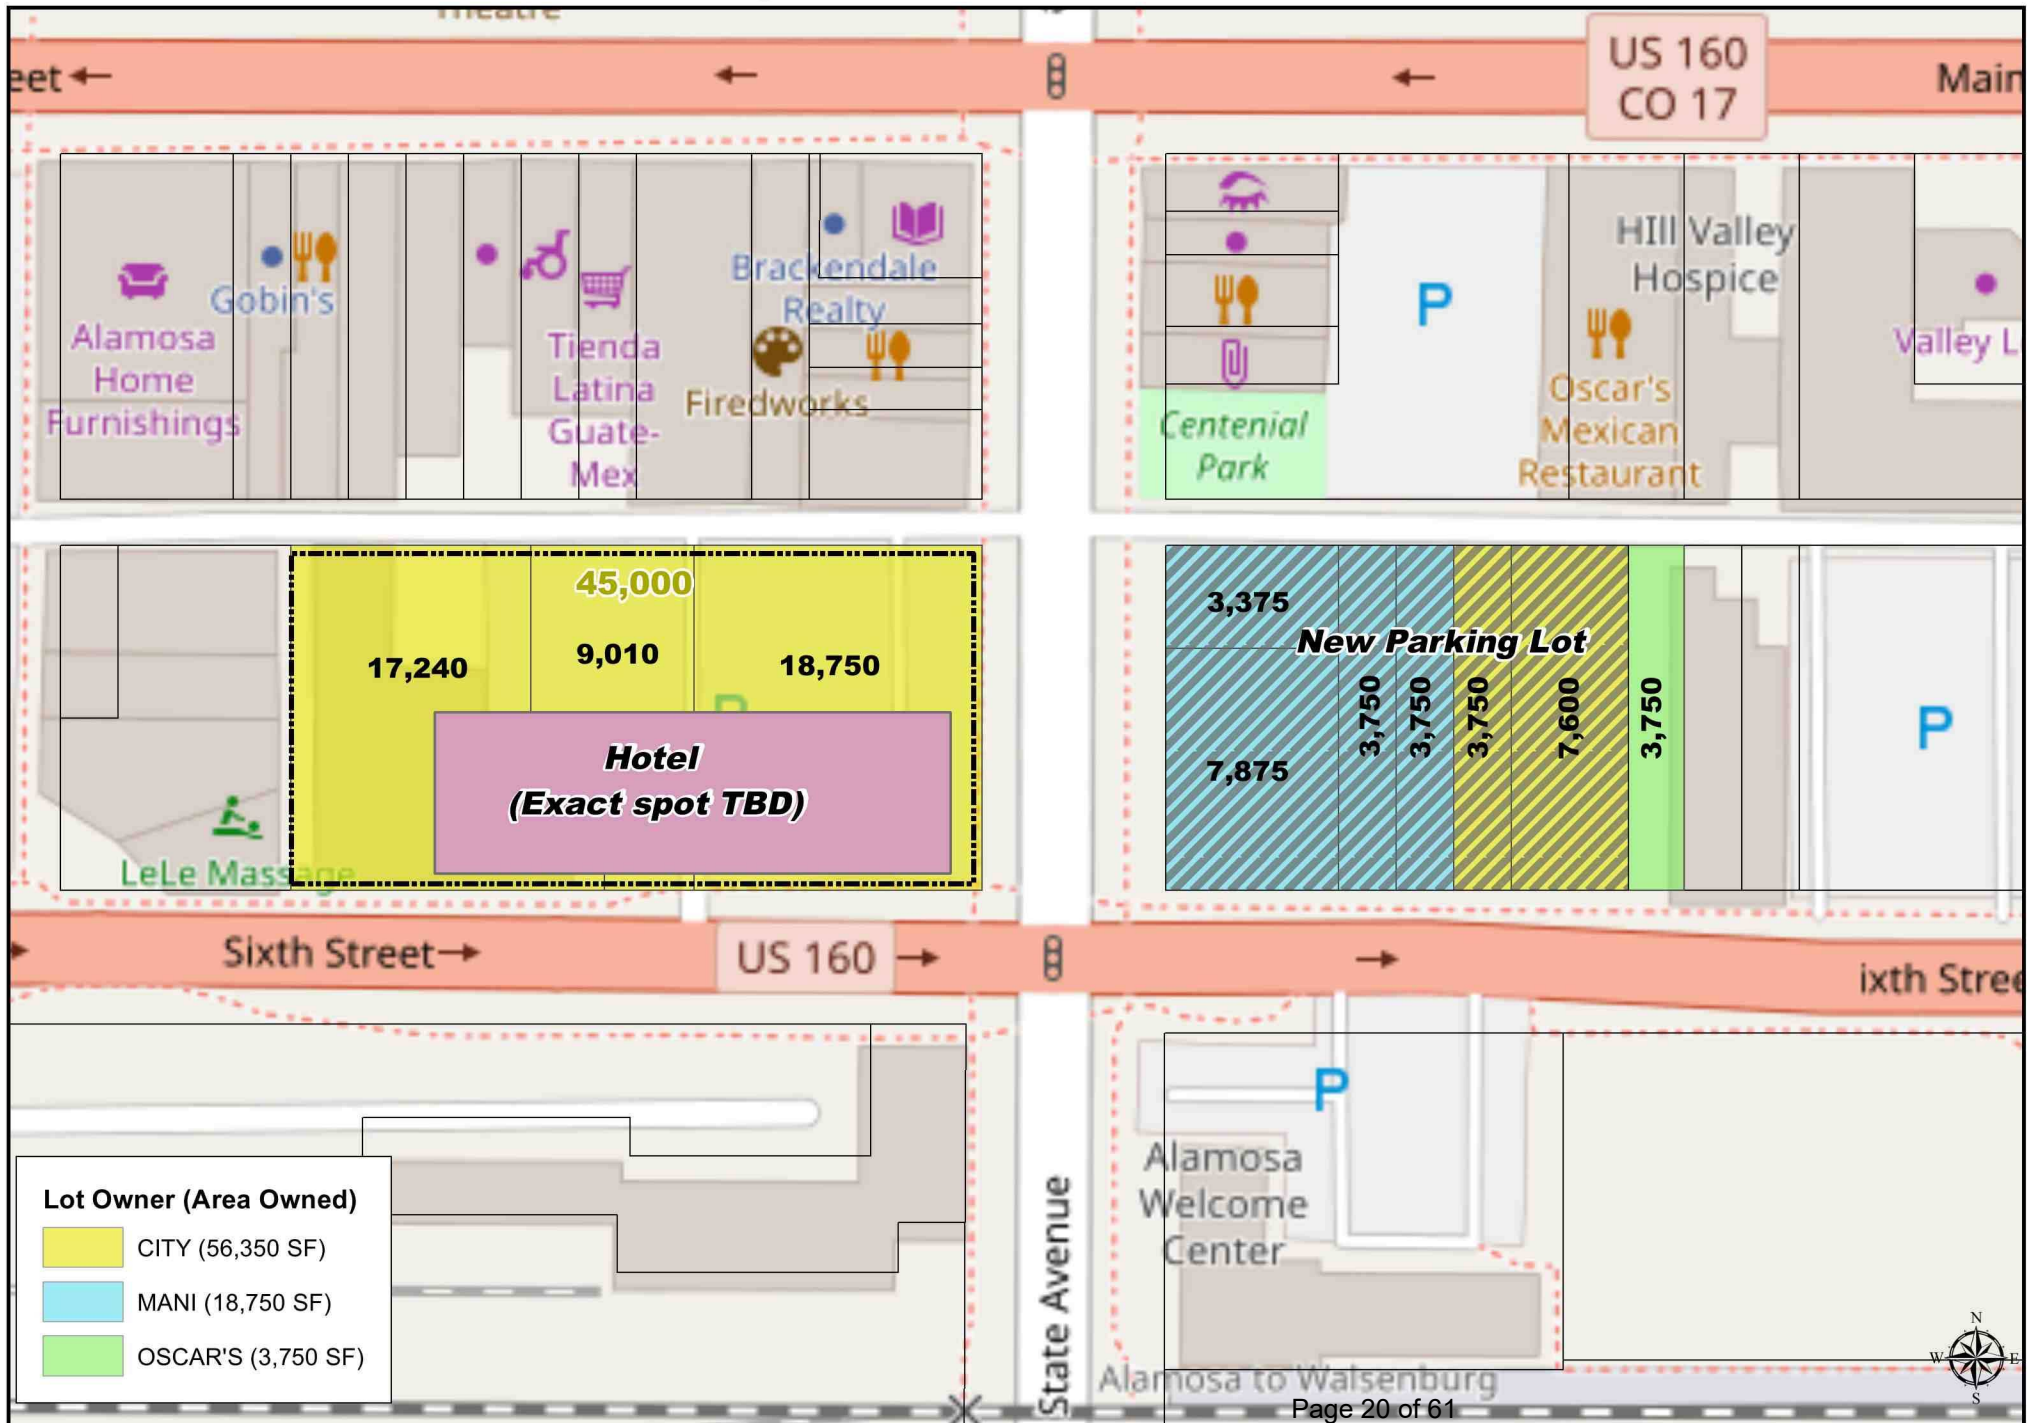 eet
US 160
CO 17
Main
Gobin's
Alamosa
Home
Furnishings
Tienda
Latina
Guate-
Mex
Brackendale
Realty
Firedworks
Centenial
Park
P
HIll Valley
Hospice
Oscar's
Mexican
Restaurant
Valley L
45,000
17,240
9,010
18,750
Hotel
(Exact spot TBD)
LeLe Massage
3,375
New Parking Lot
7,875
3,750
3,750
3,750
7,600
3,750
P
Sixth Street
US 160
ixth Stree
State Avenue
P
Alamosa
Welcome
Center
Alamosa to Walsenburg
Lot Owner (Area Owned)
CITY (56,350 SF)
MANI (18,750 SF)
OSCAR'S (3,750 SF)
N
W E
S
Page 20 of 61